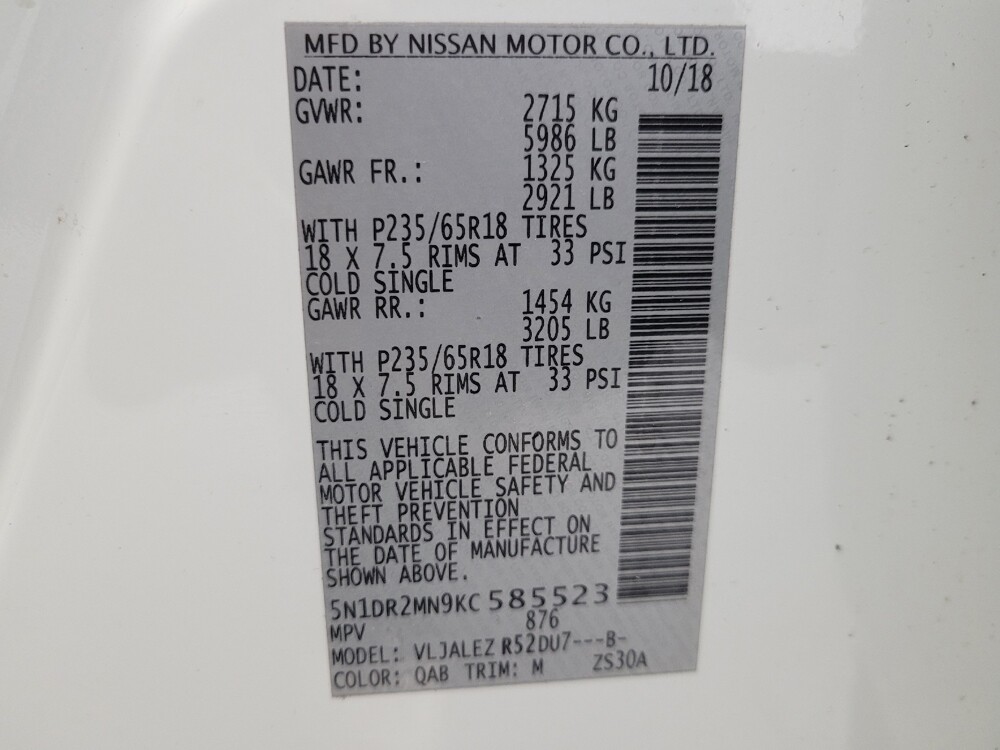 MFD BY NISSAN MOTOR CO., LTD.
DATE: 10/18
GVWR: 2715 KG
5986 LB
GAWR FR.: 1325 KG
2921 LB
WITH P235/65R18 TIRES
18 X 7.5 RIMS AT 33 PSI
COLD SINGLE
GAWR RR.: 1454 KG
3205 LB
WITH P235/65R18 TIRES
18 X 7.5 RIMS AT 33 PSI
COLD SINGLE
THIS VEHICLE CONFORMS TO
ALL APPLICABLE FEDERAL
MOTOR VEHICLE SAFETY AND
THEFT PREVENTION
STANDARDS IN EFFECT ON
THE DATE OF MANUFACTURE
SHOWN ABOVE.
5N1DR2MN9KC 585523
MPV 876
MODEL: VLJALEZ R52DU7---B-
COLOR: QAB TRIM: M ZS30A